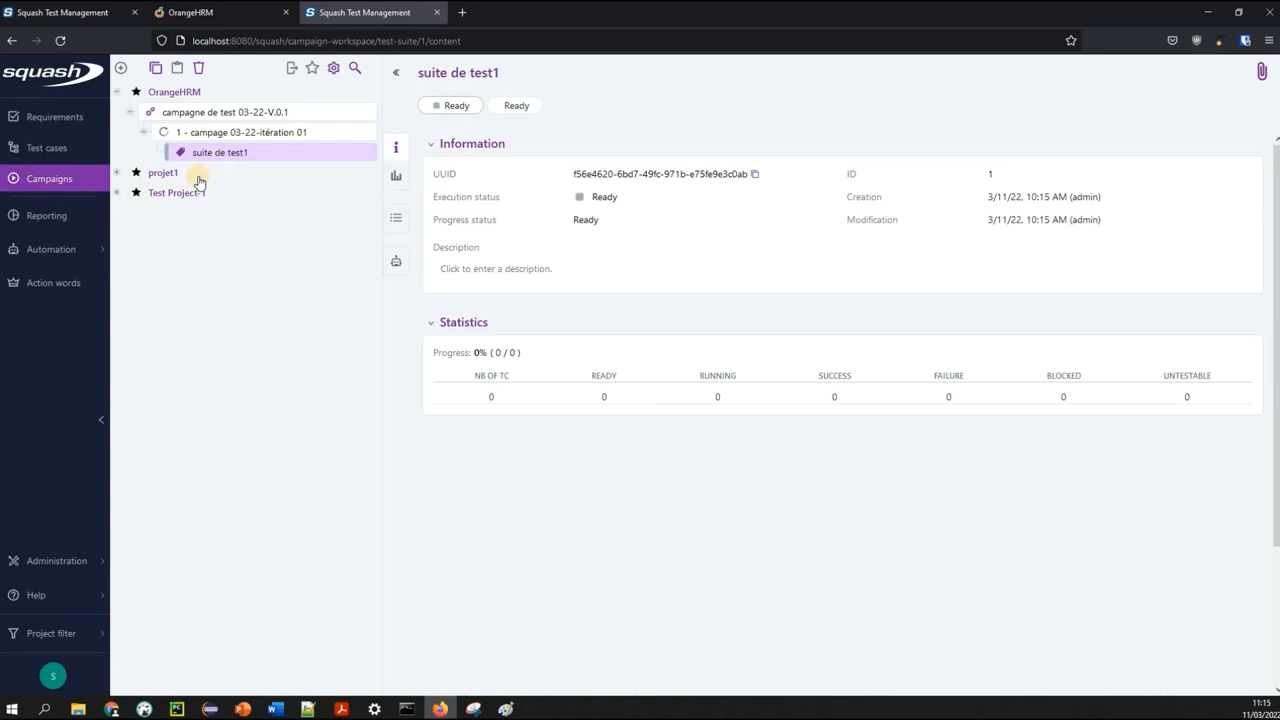 Squash Test Management
OrangeHRM
Squash Test Management
localhost:8080/squash/campaign-workspace/test-suite/1/content
squash
Requirements
Test cases
Campaigns
Reporting
Automation
Action words
Administration
Help
Project filter
S
OrangeHRM
campagne de test 03-22-V.0.1
1 - campage 03-22-itération 01
suite de test1
projet1
Test Project-1
suite de test1
Ready
Ready
Information
UUID f56e4620-6bd7-49fc-971b-e75fe9e3c0ab ID 1
Execution status Ready Creation 3/11/22, 10:15 AM (admin)
Progress status Ready Modification 3/11/22, 10:15 AM (admin)
Description
Click to enter a description.
Statistics
Progress: 0% ( 0 / 0 )
NB OF TC READY RUNNING SUCCESS FAILURE BLOCKED UNTESTABLE
0 0 0 0 0 0 0
11:15
11/03/2022